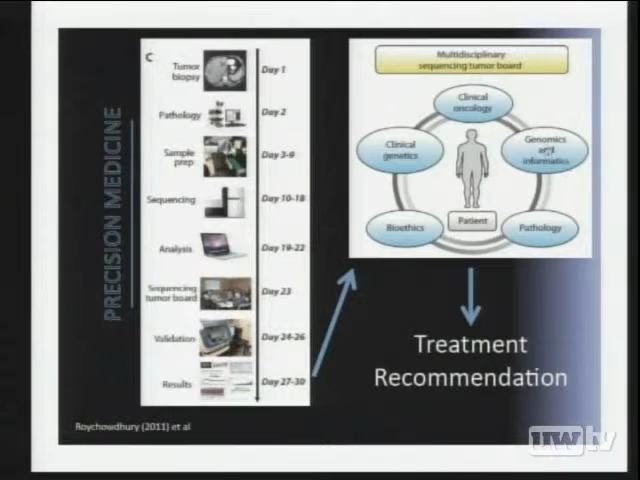 PRECISION MEDICINE
C
Tumor
biopsy
Day 1
Pathology
Day 2
Sample
prep
Day 3-9
Sequencing
Day 10-18
Analysis
Day 19-22
Sequencing
tumor board
Day 23
Validation
Day 24-26
Results
Day 27-30
Multidisciplinary
sequencing tumor board
Clinical
oncology
Clinical
genetics
Genomics
and
informatics
Bioethics
Patient
Pathology
Treatment
Recommendation
Roychowdhury (2011) et al
UWtv